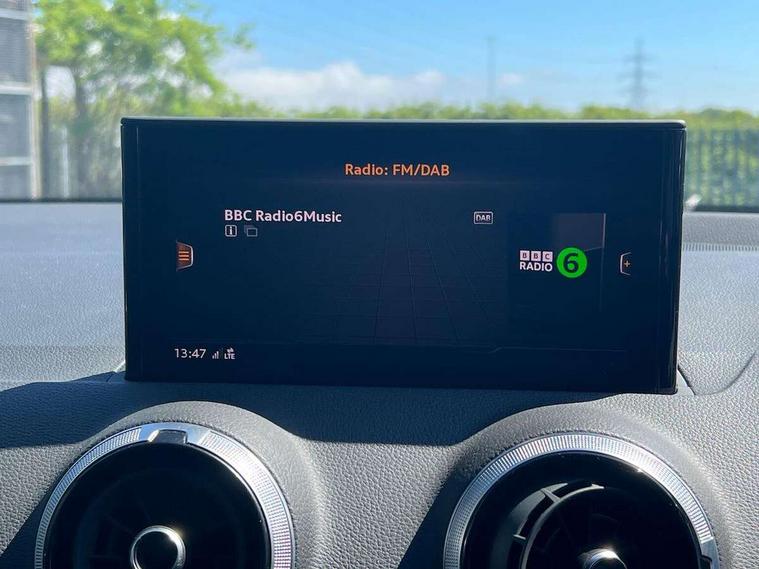 Radio: FM/DAB
BBC Radio6Music
DAB
BBC
RADIO 6
13:47
LTE